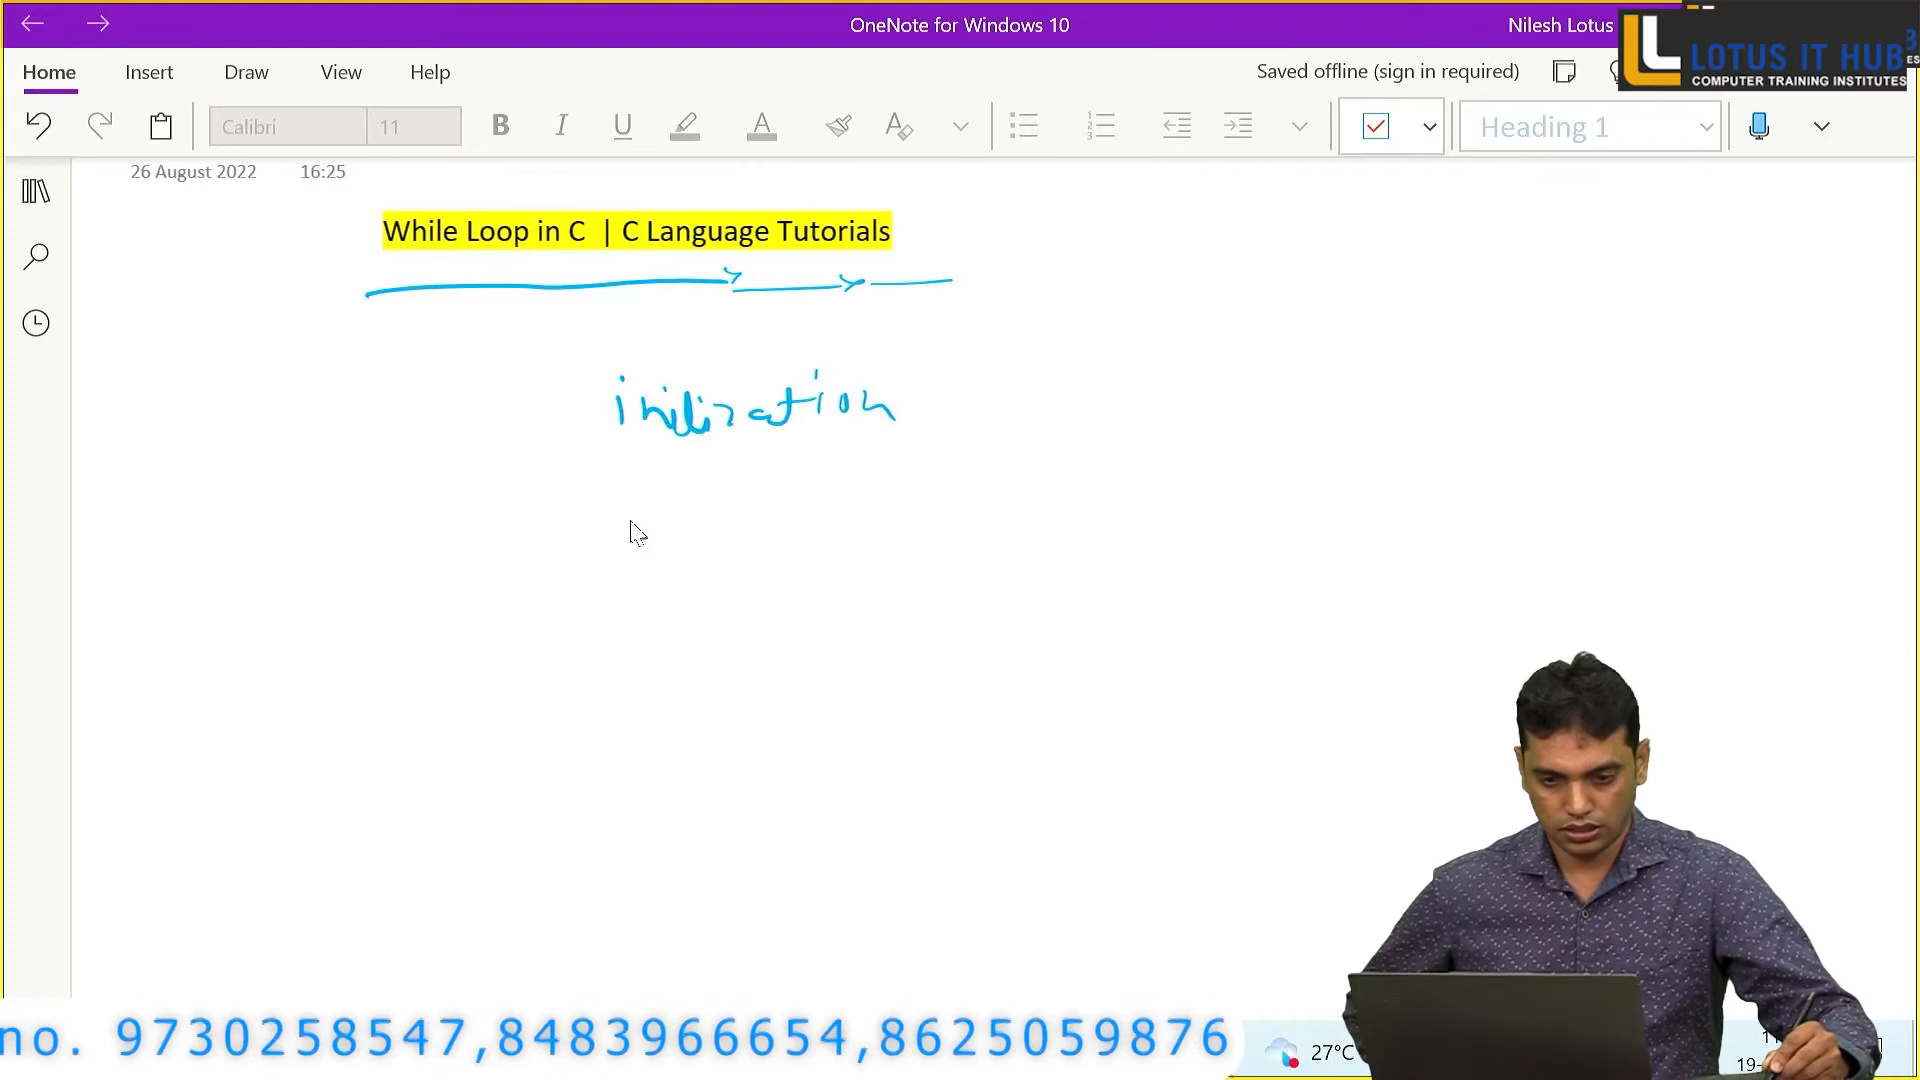 OneNote for Windows 10
Nilesh Lotus
LOTUS IT HUB
COMPUTER TRAINING INSTITUTES
ES
Home Insert Draw View Help
Saved offline (sign in required)
Calibri 11 B I U A A Heading 1
26 August 2022 16:25
While Loop in C | C Language Tutorials
no. 9730258547,8483966654,8625059876
27°C
19-